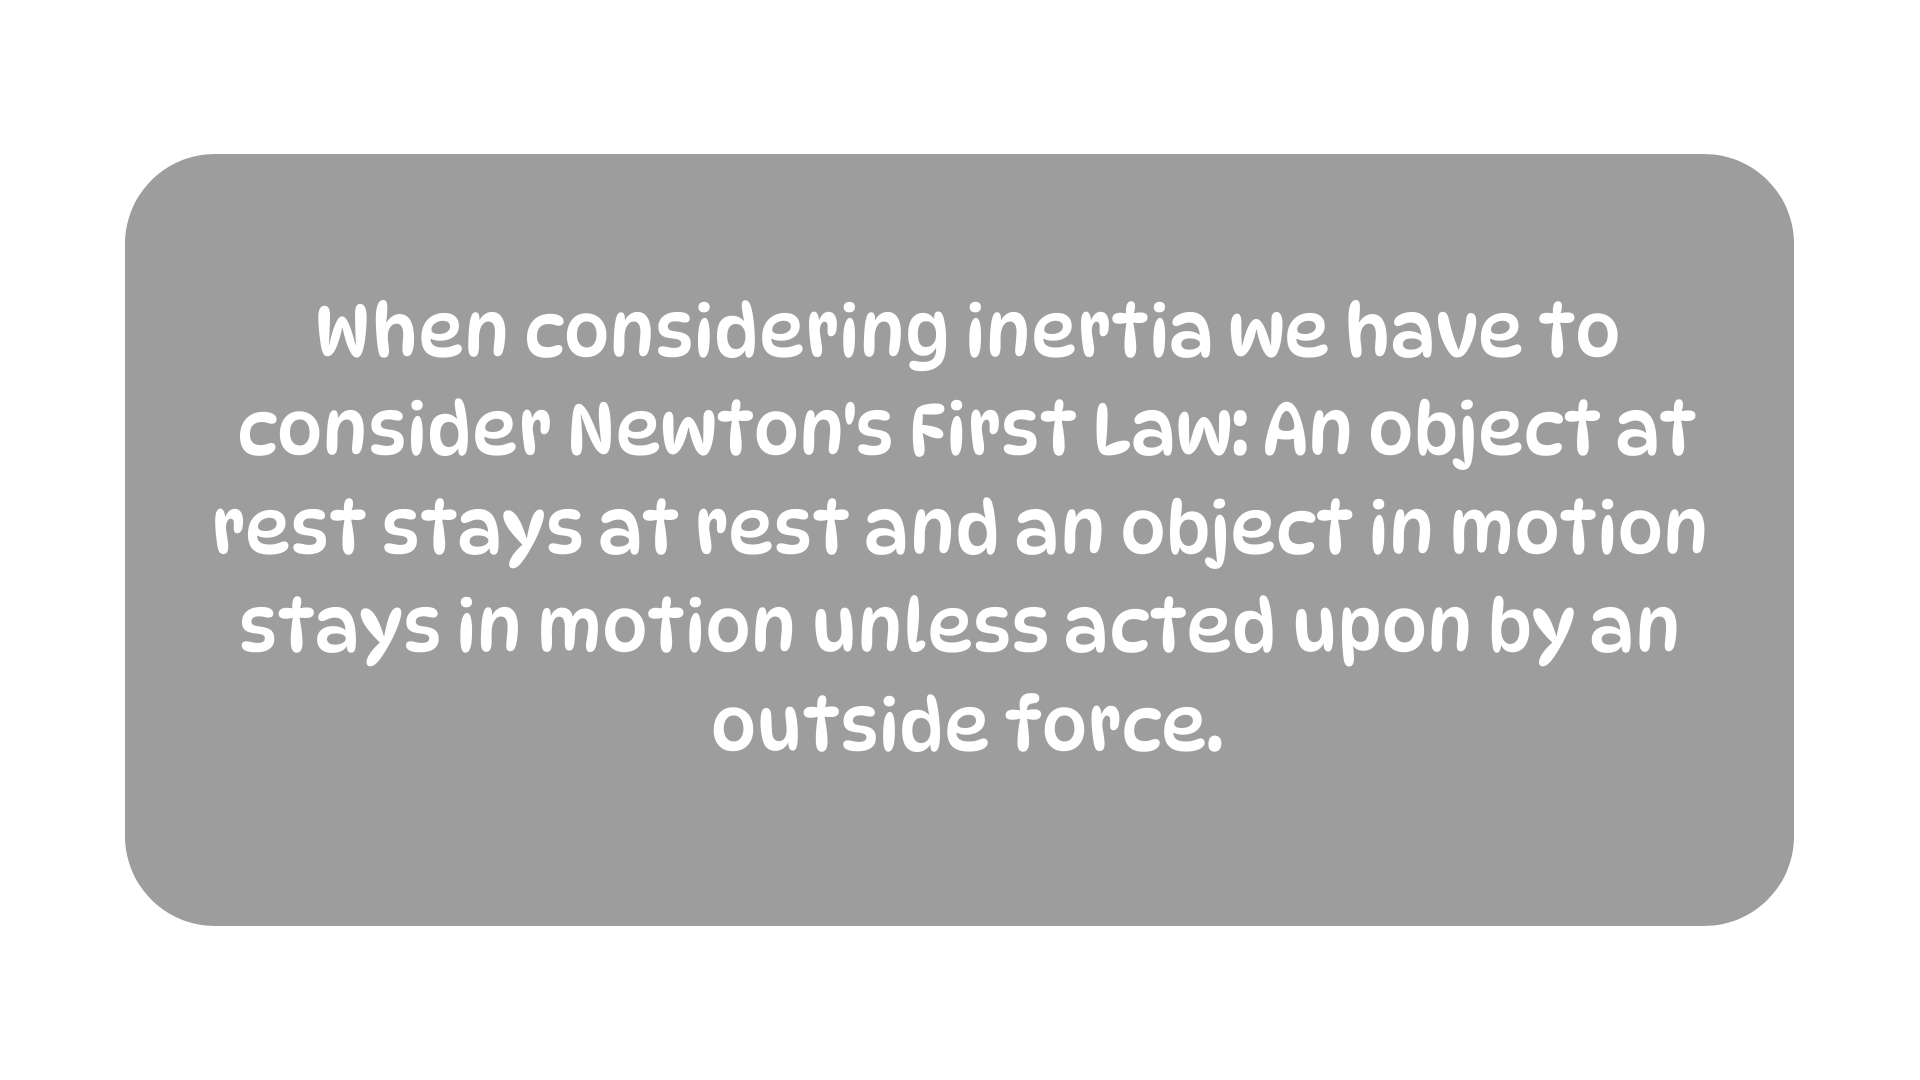 When considering inertia we have to
consider Newton's First Law: An object at
rest stays at rest and an object in motion
stays in motion unless acted upon by an
outside force.